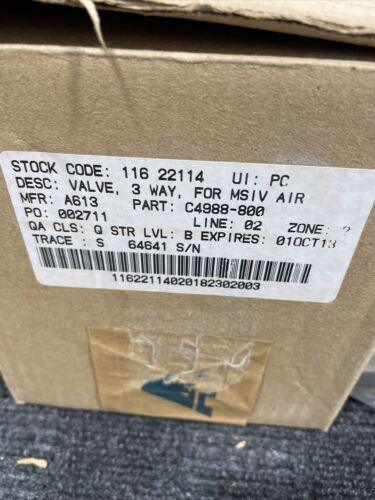 STOCK CODE: 116 22114 UI: PC
DESC: VALVE, 3 WAY, FOR MSIV AIR
MFR: A613 PART: C4988-800
PO: 002711 LINE: 02 ZONE:
QA CLS: Q STR LVL: B EXPIRES: 01OCT13
TRACE: S 64641 S/N
11622114020182302003